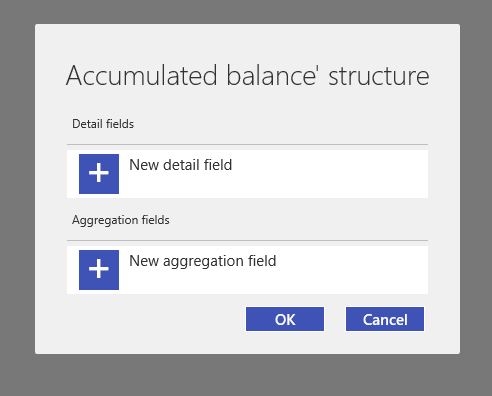 Accumulated balance' structure
Detail fields
New detail field
Aggregation fields
New aggregation field
OK
Cancel